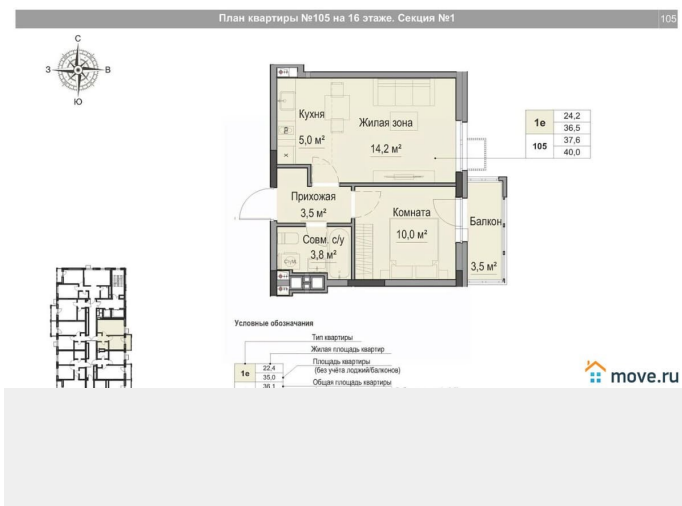 План квартиры №105 на 16 этаже. Секция №1
105
С
З
В
Ю
Кухня
5,0 м²
Жилая зона
14,2 м²
1е
105
24,2
36,5
37,6
40,0
Прихожая
3,5 м²
Комната
10,0 м²
Балкон
3,5 м²
Совм. с/у
3,8 м²
Х
Условные обозначания
Тип квартиры
Жилая площадь квартир
Площадь квартиры
(без учёта лоджий/балконов)
Общая площадь квартиры
1е
22,4
35,0
36,1
move.ru